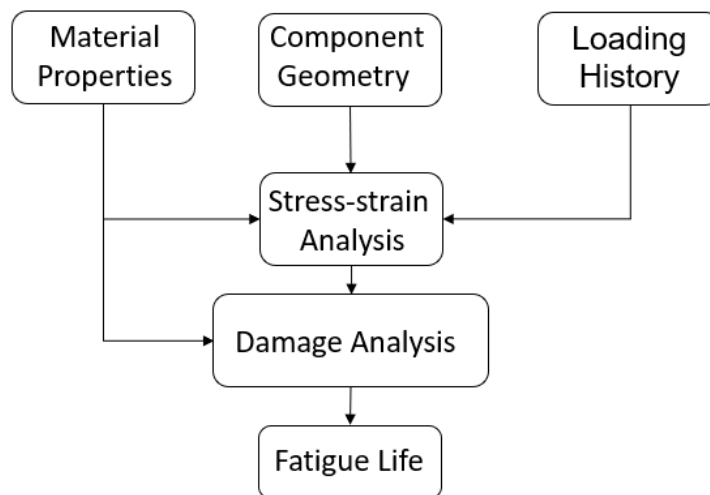 Material
Properties
Component
Geometry
Loading
History
Stress-strain
Analysis
Damage Analysis
Fatigue Life